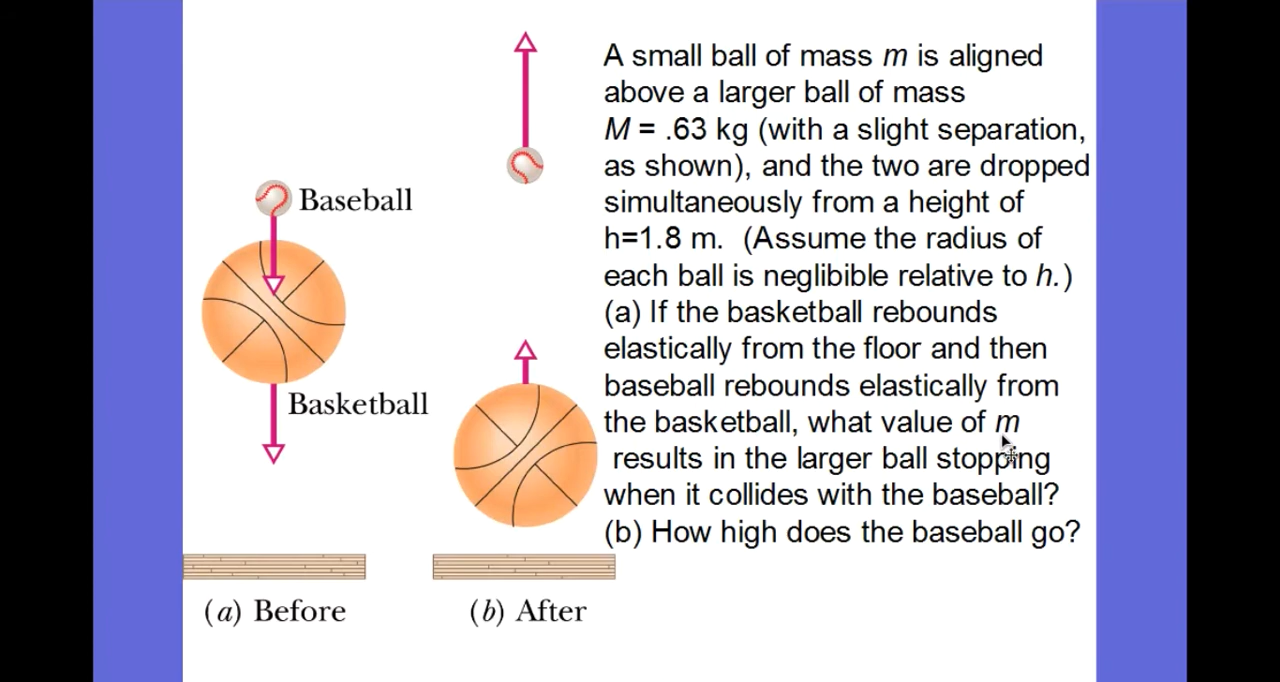 Baseball
Basketball
(a) Before
(b) After
A small ball of mass m is aligned
above a larger ball of mass
M = .63 kg (with a slight separation,
as shown), and the two are dropped
simultaneously from a height of
h=1.8 m. (Assume the radius of
each ball is neglibible relative to h.)
(a) If the basketball rebounds
elastically from the floor and then
baseball rebounds elastically from
the basketball, what value of m
results in the larger ball stopping
when it collides with the baseball?
(b) How high does the baseball go?